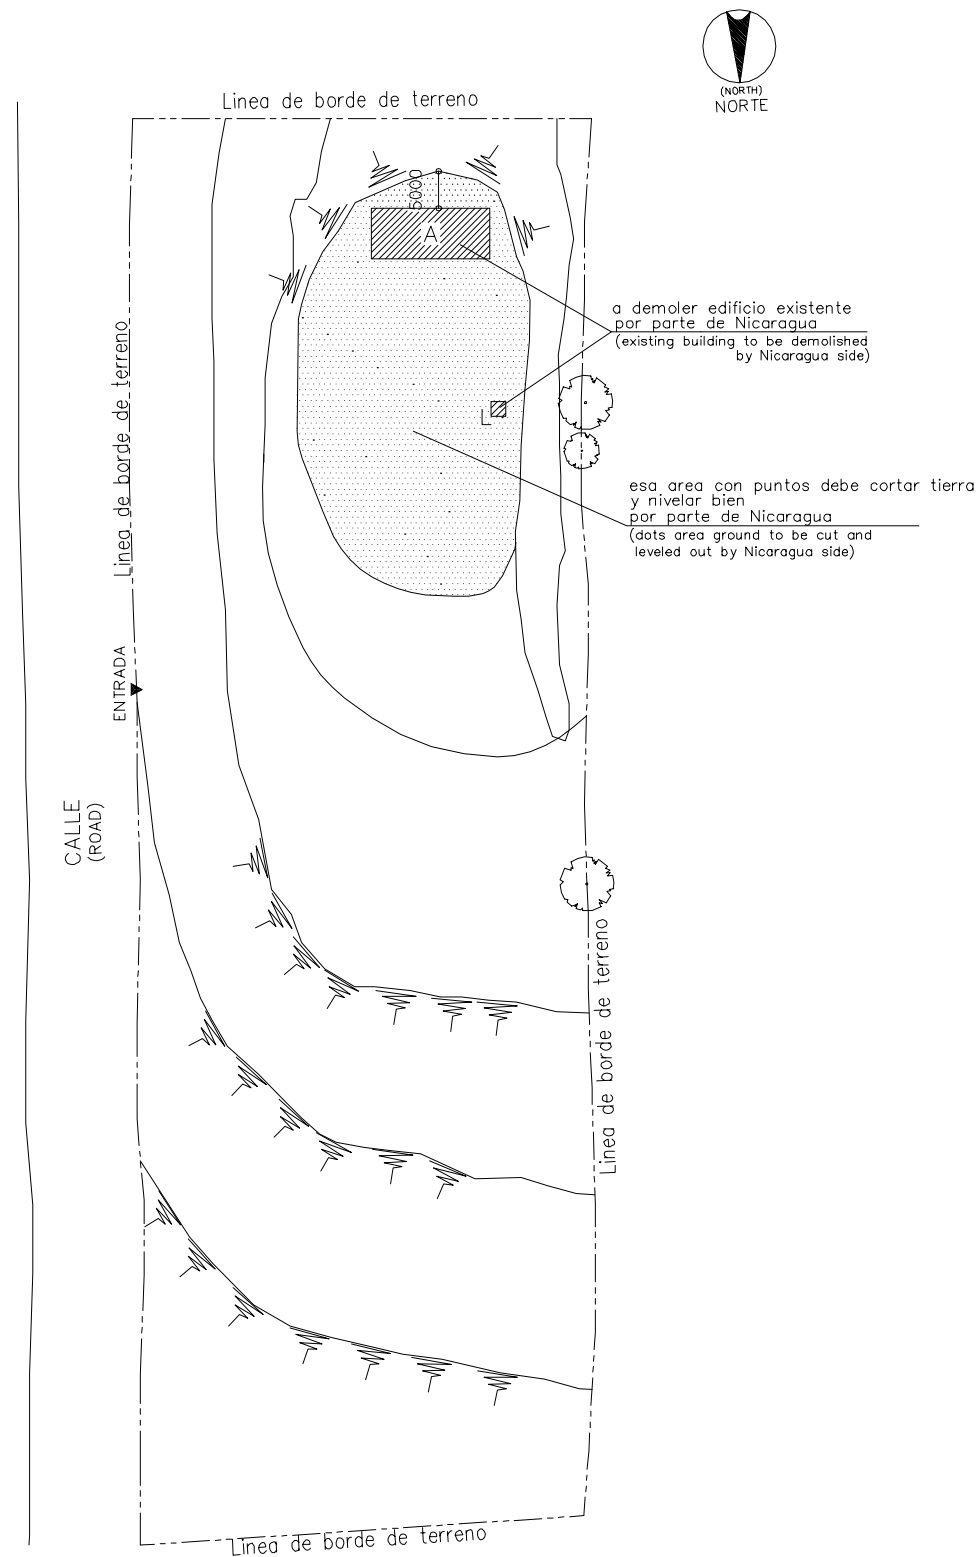 (NORTH)
NORTE
Linea de borde de terreno
5000
A
a demoler edificio existente
por parte de Nicaragua
(existing building to be demolished
by Nicaragua side)
Linea de borde de terreno
L
esa area con puntos debe cortar tierra
y nivelar bien
por parte de Nicaragua
(dots area ground to be cut and
leveled out by Nicaragua side)
ENTRADA
CALLE
(ROAD)
Linea de borde de terreno
Linea de borde de terreno